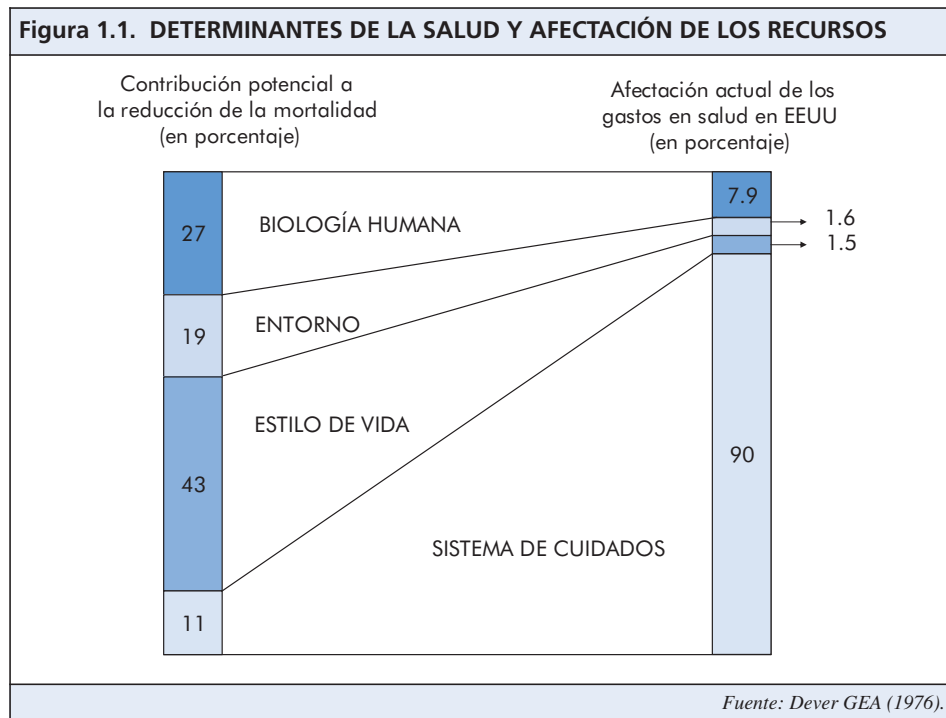 Figura 1.1. DETERMINANTES DE LA SALUD Y AFECTACIÓN DE LOS RECURSOS
Contribución potencial a
la reducción de la mortalidad
(en porcentaje)
Afectación actual de los
gastos en salud en EEUU
(en porcentaje)
27
BIOLOGÍA HUMANA
7.9
1.6
1.5
19
ENTORNO
43
ESTILO DE VIDA
90
SISTEMA DE CUIDADOS
11
Fuente: Dever GEA (1976).